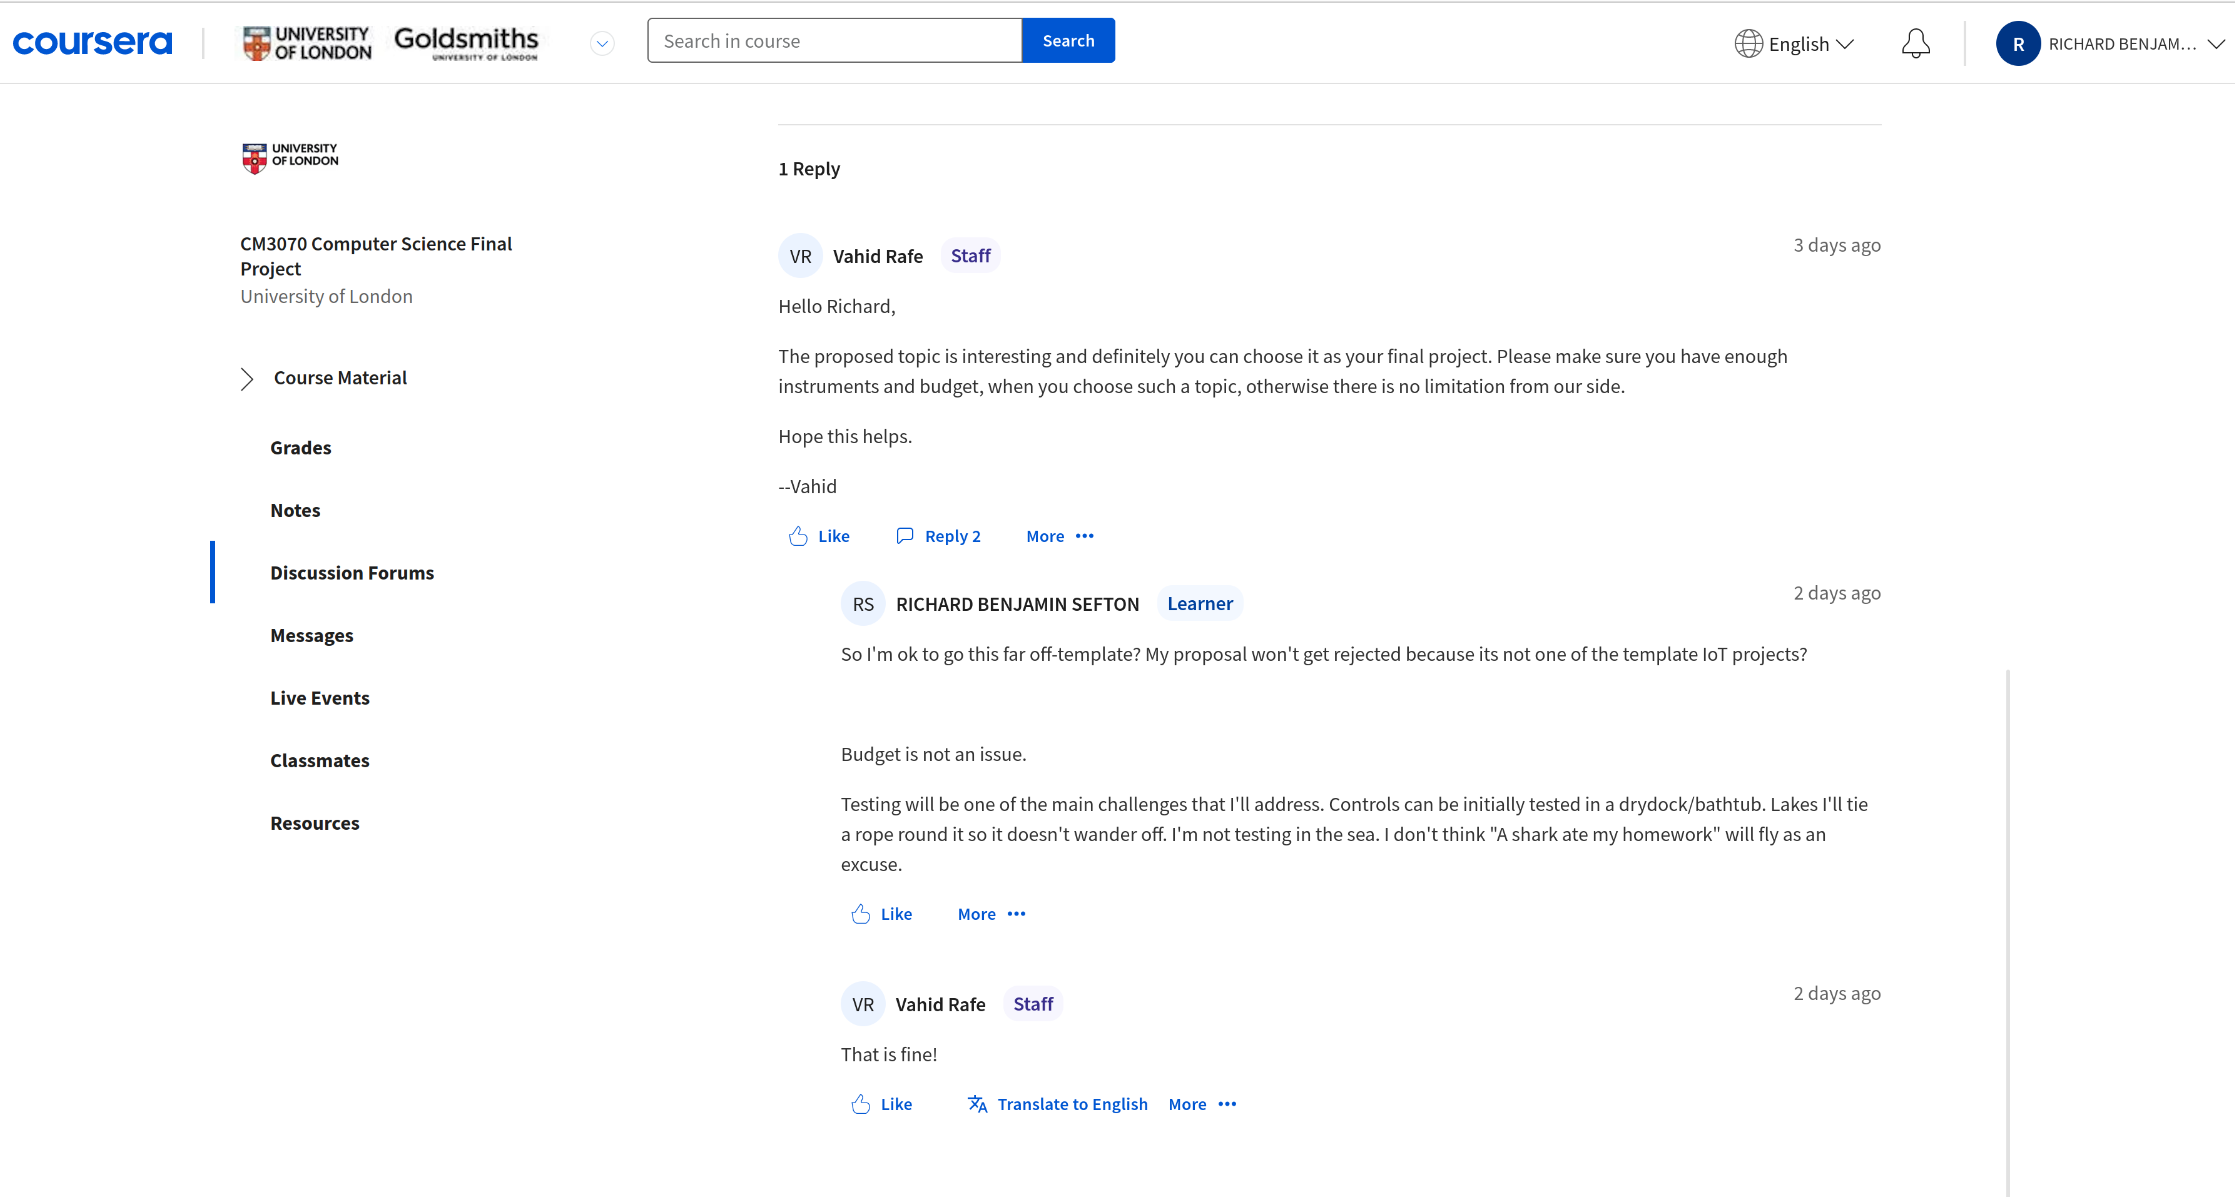 coursera
UNIVERSITY
OF LONDON
Goldsmiths
UNIVERSITY OF LONDON
Search in course
Search
English
R
RICHARD BENJAM...
UNIVERSITY
OF LONDON
CM3070 Computer Science Final
Project
University of London
Course Material
Grades
Notes
Discussion Forums
Messages
Live Events
Classmates
Resources
1 Reply
VR
Vahid Rafe
Staff
3 days ago
Hello Richard,
The proposed topic is interesting and definitely you can choose it as your final project. Please make sure you have enough
instruments and budget, when you choose such a topic, otherwise there is no limitation from our side.
Hope this helps.
--Vahid
Like
Reply 2
More
RS
RICHARD BENJAMIN SEFTON
Learner
2 days ago
So I'm ok to go this far off-template? My proposal won't get rejected because its not one of the template IoT projects?
Budget is not an issue.
Testing will be one of the main challenges that I'll address. Controls can be initially tested in a drydock/bathtub. Lakes I'll tie
a rope round it so it doesn't wander off. I'm not testing in the sea. I don't think "A shark ate my homework" will fly as an
excuse.
Like
More
VR
Vahid Rafe
Staff
2 days ago
That is fine!
Like
Translate to English
More